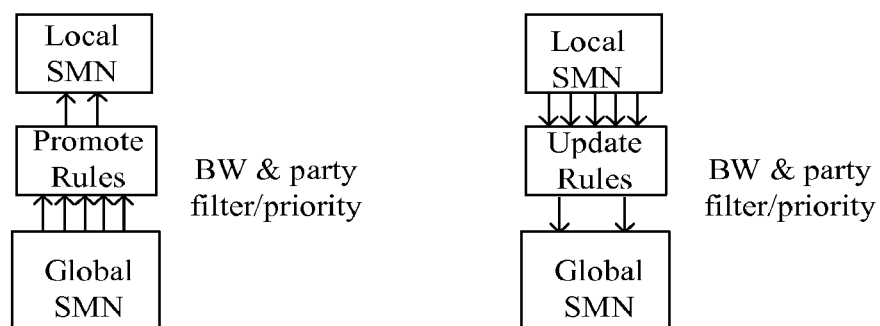 Local
SMN
Promote
Rules
BW & party
filter/priority
Global
SMN
Local
SMN
Update
Rules
BW & party
filter/priority
Global
SMN